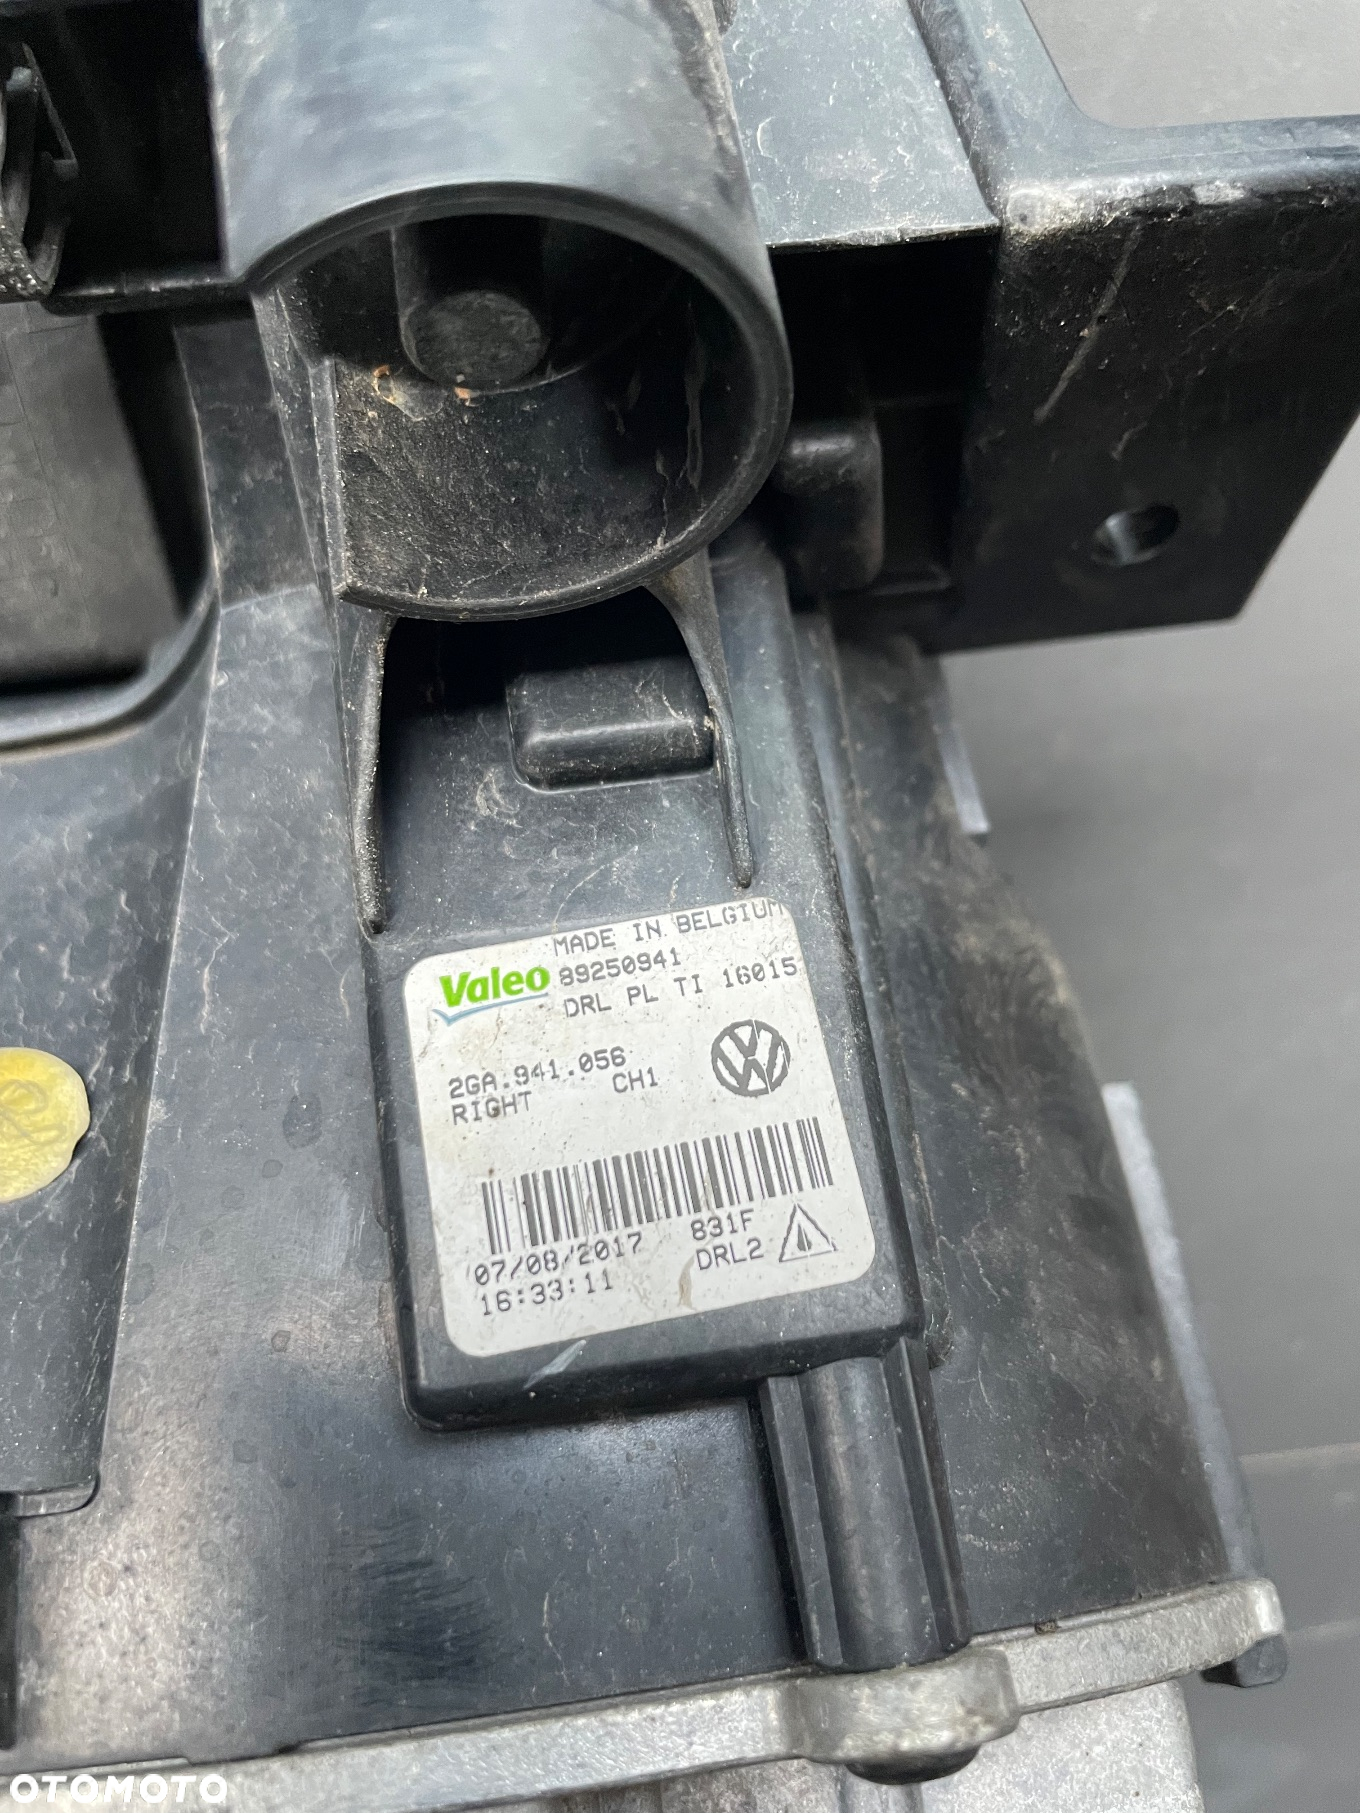 MADE IN BELGIUM
Valeo 89250941
DRL PL TI 16015
2GA.941.056
RIGHT CH1
07/08/2017 831F
16:33:11 DRL2
OTOMOTO